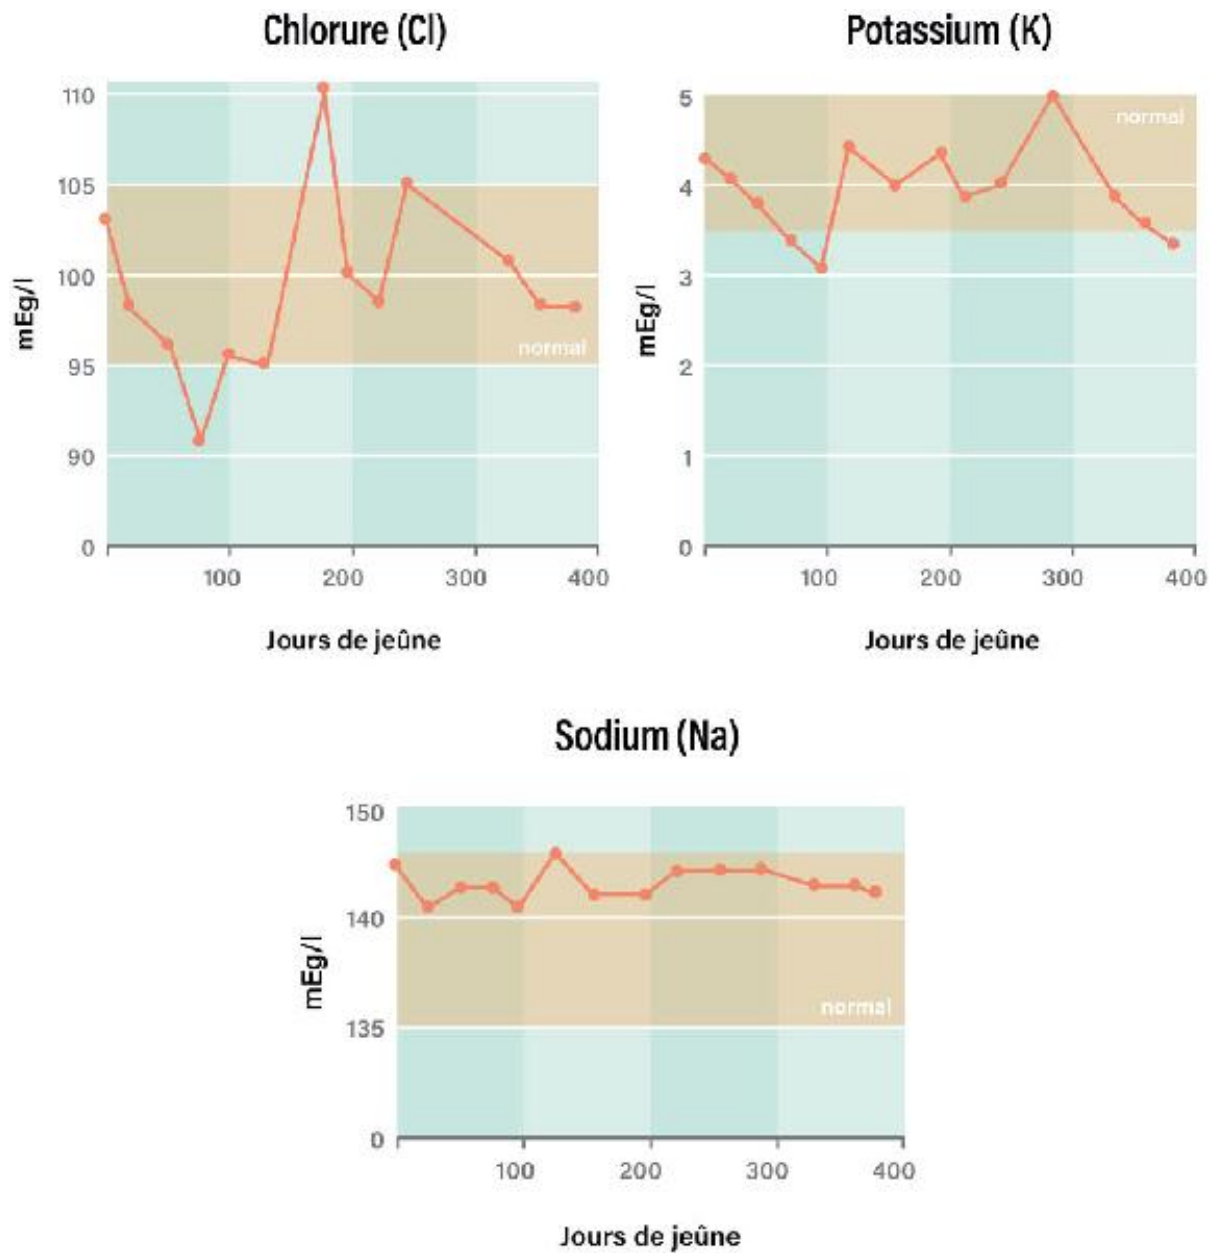 Chlorure (Cl)
110
105
100
95
90
0
mEg/l
normal
100 200 300 400
Jours de jeûne
Potassium (K)
5
4
3
2
1
0
mEg/l
normal
100 200 300 400
Jours de jeûne
Sodium (Na)
150
140
135
0
mEg/l
normal
100 200 300 400
Jours de jeûne